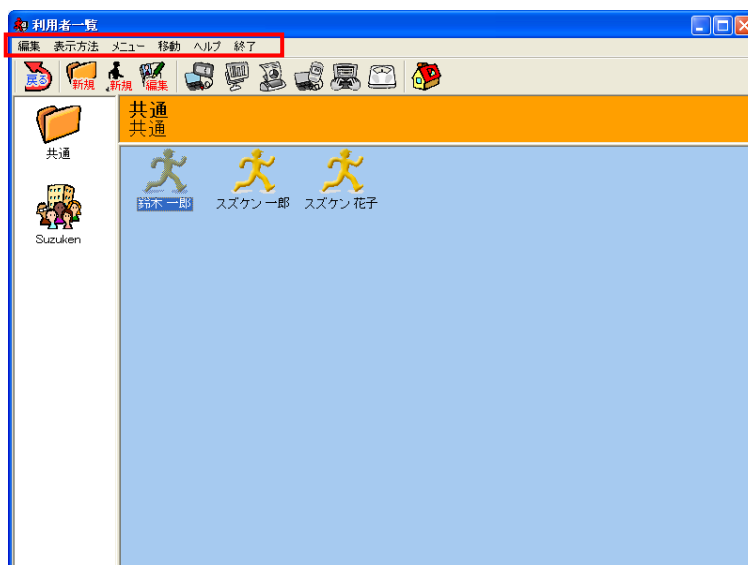 利用者一覧
編集 表示方法 メニュー 移動 ヘルプ 終了
戻る 新規 新規 編集
共通
共通
共通
鈴木 一郎 スズケン 一郎 スズケン 花子
Suzuken